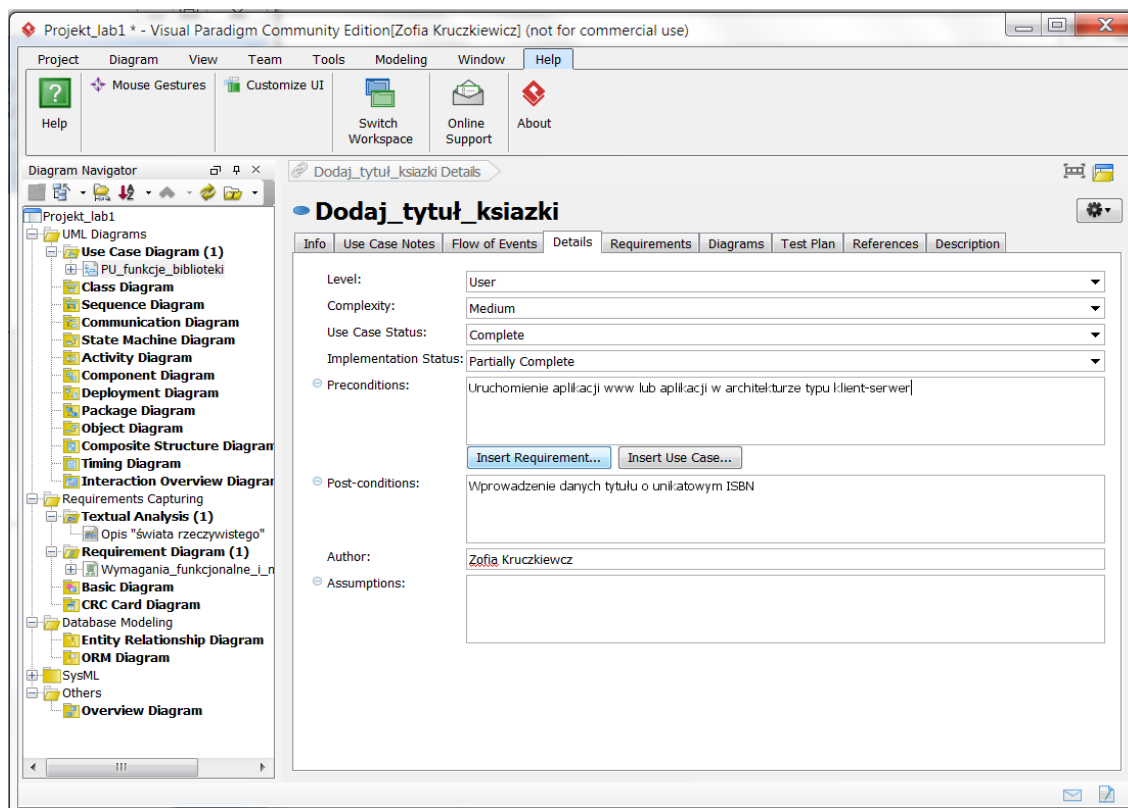 Projekt_lab1 * - Visual Paradigm Community Edition[Zofia Kruczkiewicz] (not for commercial use)
Project Diagram View Team Tools Modeling Window Help
Mouse Gestures Customize UI
Help Switch Workspace Online Support About
Diagram Navigator
Dodaj_tytuł_ksiazki Details
Projekt_lab1
UML Diagrams
Use Case Diagram (1)
PU_funkcje_biblioteki
Class Diagram
Sequence Diagram
Communication Diagram
State Machine Diagram
Activity Diagram
Component Diagram
Deployment Diagram
Package Diagram
Object Diagram
Composite Structure Diagram
Timing Diagram
Interaction Overview Diagrar
Requirements Capturing
Textual Analysis (1)
Opis "świata rzeczywistego"
Requirement Diagram (1)
Wymagania_funkcjonalne_i_n
Basic Diagram
CRC Card Diagram
Database Modeling
Entity Relationship Diagram
ORM Diagram
SysML
Others
Overview Diagram
Dodaj_tytuł_ksiazki
Info Use Case Notes Flow of Events Details Requirements Diagrams Test Plan References Description
Level: User
Complexity: Medium
Use Case Status: Complete
Implementation Status: Partially Complete
Preconditions: Uruchomienie aplikacji www lub aplikacji w architekturze typu klient-serwer
Insert Requirement... Insert Use Case...
Post-conditions: Wprowadzenie danych tytułu o unikatowym ISBN
Author: Zofia Kruczkiewcz
Assumptions: